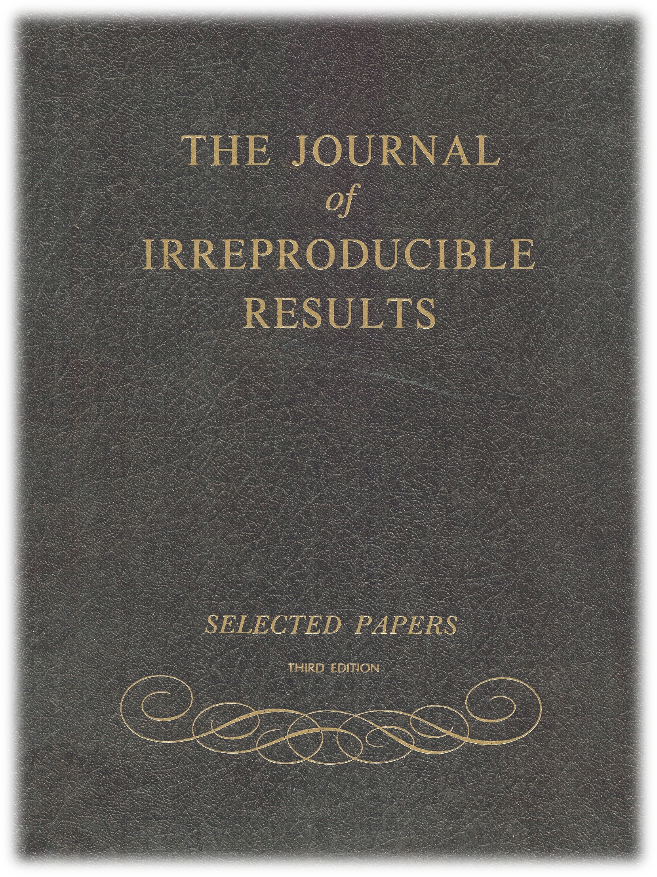 THE JOURNAL
of
IRREPRODUCIBLE
RESULTS
SELECTED PAPERS
THIRD EDITION